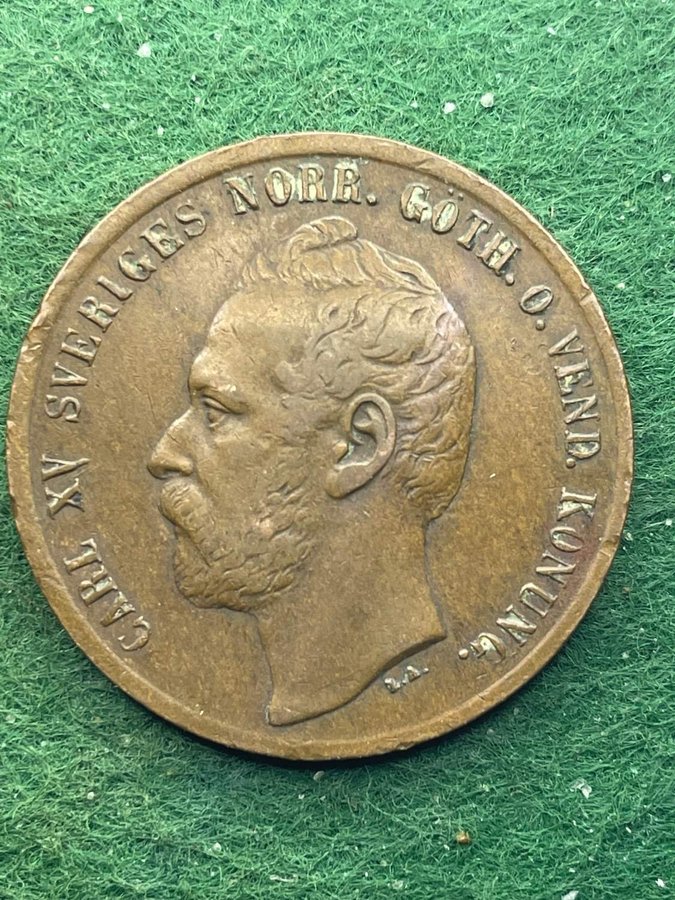 CARL XV SVERIGES NORR. GÖTH. O. VEND. KONUNG.
L.A.